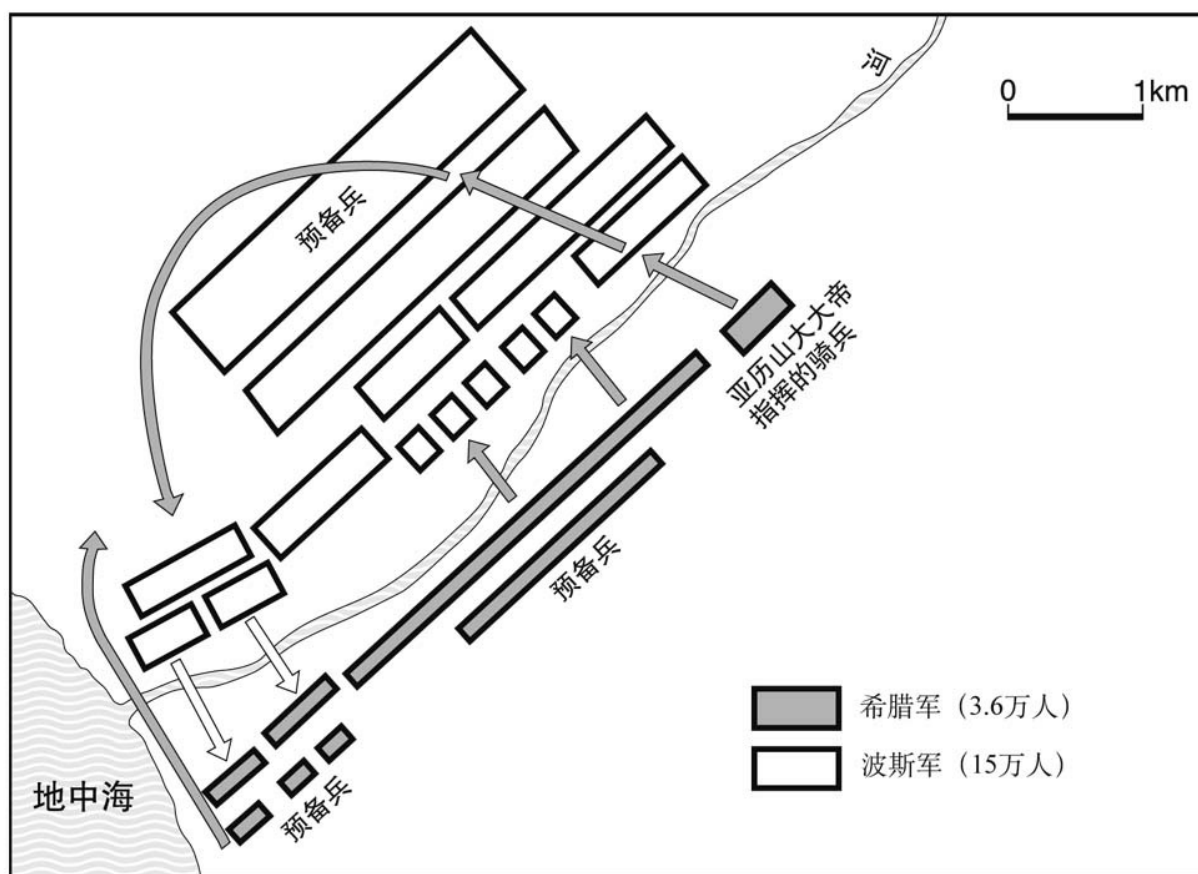 河
0 1km
预备兵
亚历山大大帝
指挥的骑兵
预备兵
希腊军（3.6万人）
波斯军（15万人）
地中海
预备兵